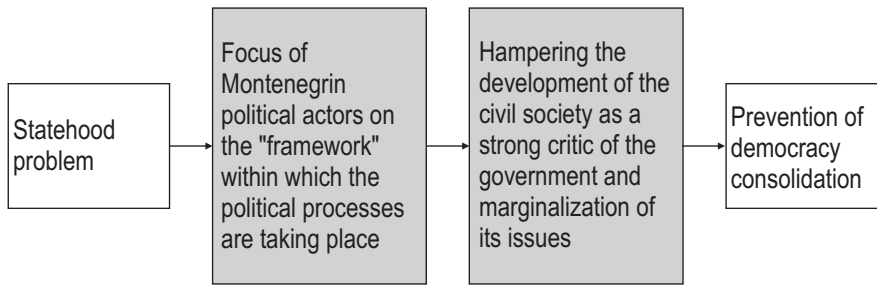 Statehood
problem
Focus of
Montenegrin
political actors on
the "framework"
within which the
political processes
are taking place
Hampering the
development of the
civil society as a
strong critic of the
government and
marginalization of
its issues
Prevention of
democracy
consolidation